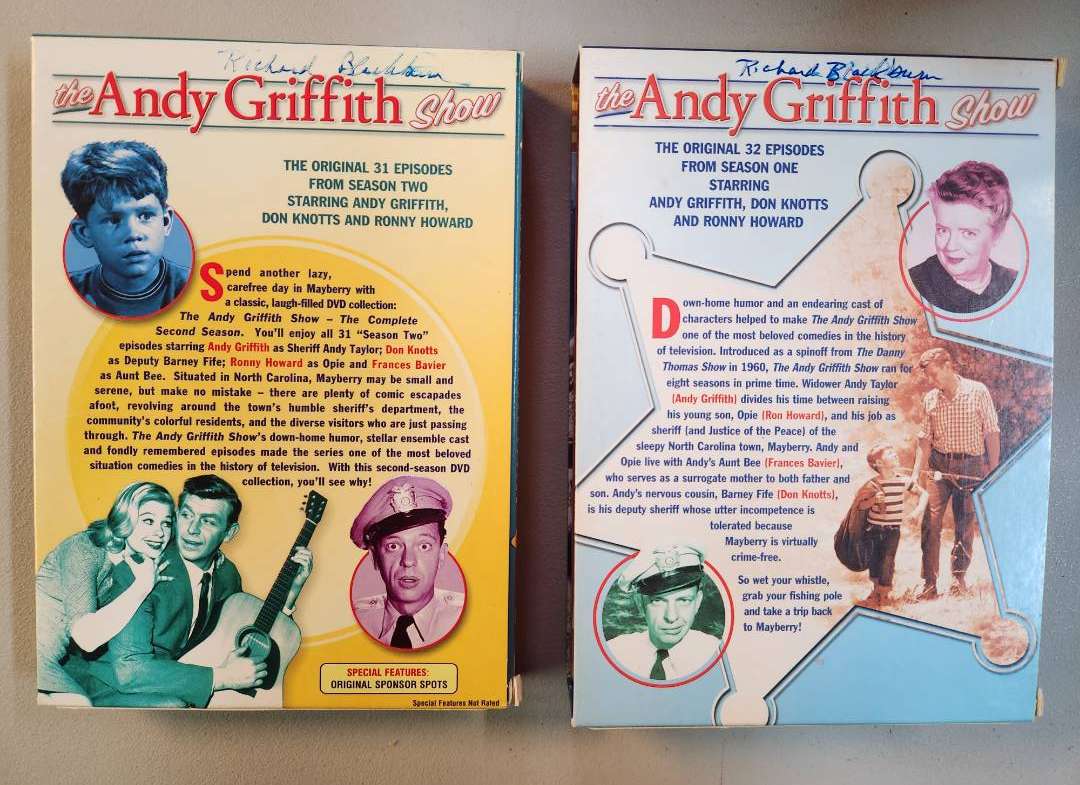 Richard Blackburn
the Andy Griffith Show
THE ORIGINAL 31 EPISODES
FROM SEASON TWO
STARRING ANDY GRIFFITH,
DON KNOTTS AND RONNY HOWARD
Spend another lazy,
carefree day in Mayberry with
a classic, laugh-filled DVD collection:
The Andy Griffith Show – The Complete
Second Season. You'll enjoy all 31 “Season Two”
episodes starring Andy Griffith as Sheriff Andy Taylor; Don Knotts
as Deputy Barney Fife; Ronny Howard as Opie and Frances Bavier
as Aunt Bee. Situated in North Carolina, Mayberry may be small and
serene, but make no mistake – there are plenty of comic escapades
afoot, revolving around the town's humble sheriff's department, the
community's colorful residents, and the diverse visitors who are just passing
through. The Andy Griffith Show's down-home humor, stellar ensemble cast
and fondly remembered episodes made the series one of the most beloved
situation comedies in the history of television. With this second-season DVD
collection, you'll see why!
SPECIAL FEATURES:
ORIGINAL SPONSOR SPOTS
Special Features Not Rated
Richard Blackburn
the Andy Griffith Show
THE ORIGINAL 32 EPISODES
FROM SEASON ONE
STARRING
ANDY GRIFFITH, DON KNOTTS
AND RONNY HOWARD
Down-home humor and an endearing cast of
characters helped to make The Andy Griffith Show
one of the most beloved comedies in the history
of television. Introduced as a spinoff from The Danny
Thomas Show in 1960, The Andy Griffith Show ran for
eight seasons in prime time. Widower Andy Taylor
(Andy Griffith) divides his time between raising
his young son, Opie (Ron Howard), and his job as
sheriff (and Justice of the Peace) of the
sleepy North Carolina town, Mayberry. Andy and
Opie live with Andy's Aunt Bee (Frances Bavier),
who serves as a surrogate mother to both father and
son. Andy's nervous cousin, Barney Fife (Don Knotts),
is his deputy sheriff whose utter incompetence is
tolerated because
Mayberry is virtually
crime-free.
So wet your whistle,
grab your fishing pole
and take a trip back
to Mayberry!